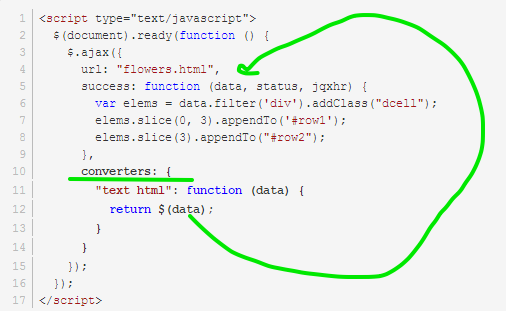 1 <script type="text/javascript">
2 $(document).ready(function () {
3 $.ajax({
4 url: "flowers.html",
5 success: function (data, status, jqxhr) {
6 var elems = data.filter('div').addClass("dcell");
7 elems.slice(0, 3).appendTo('#row1');
8 elems.slice(3).appendTo("#row2");
9 },
10 converters: {
11 "text html": function (data) {
12 return $(data);
13 }
14 }
15 });
16 });
17 </script>